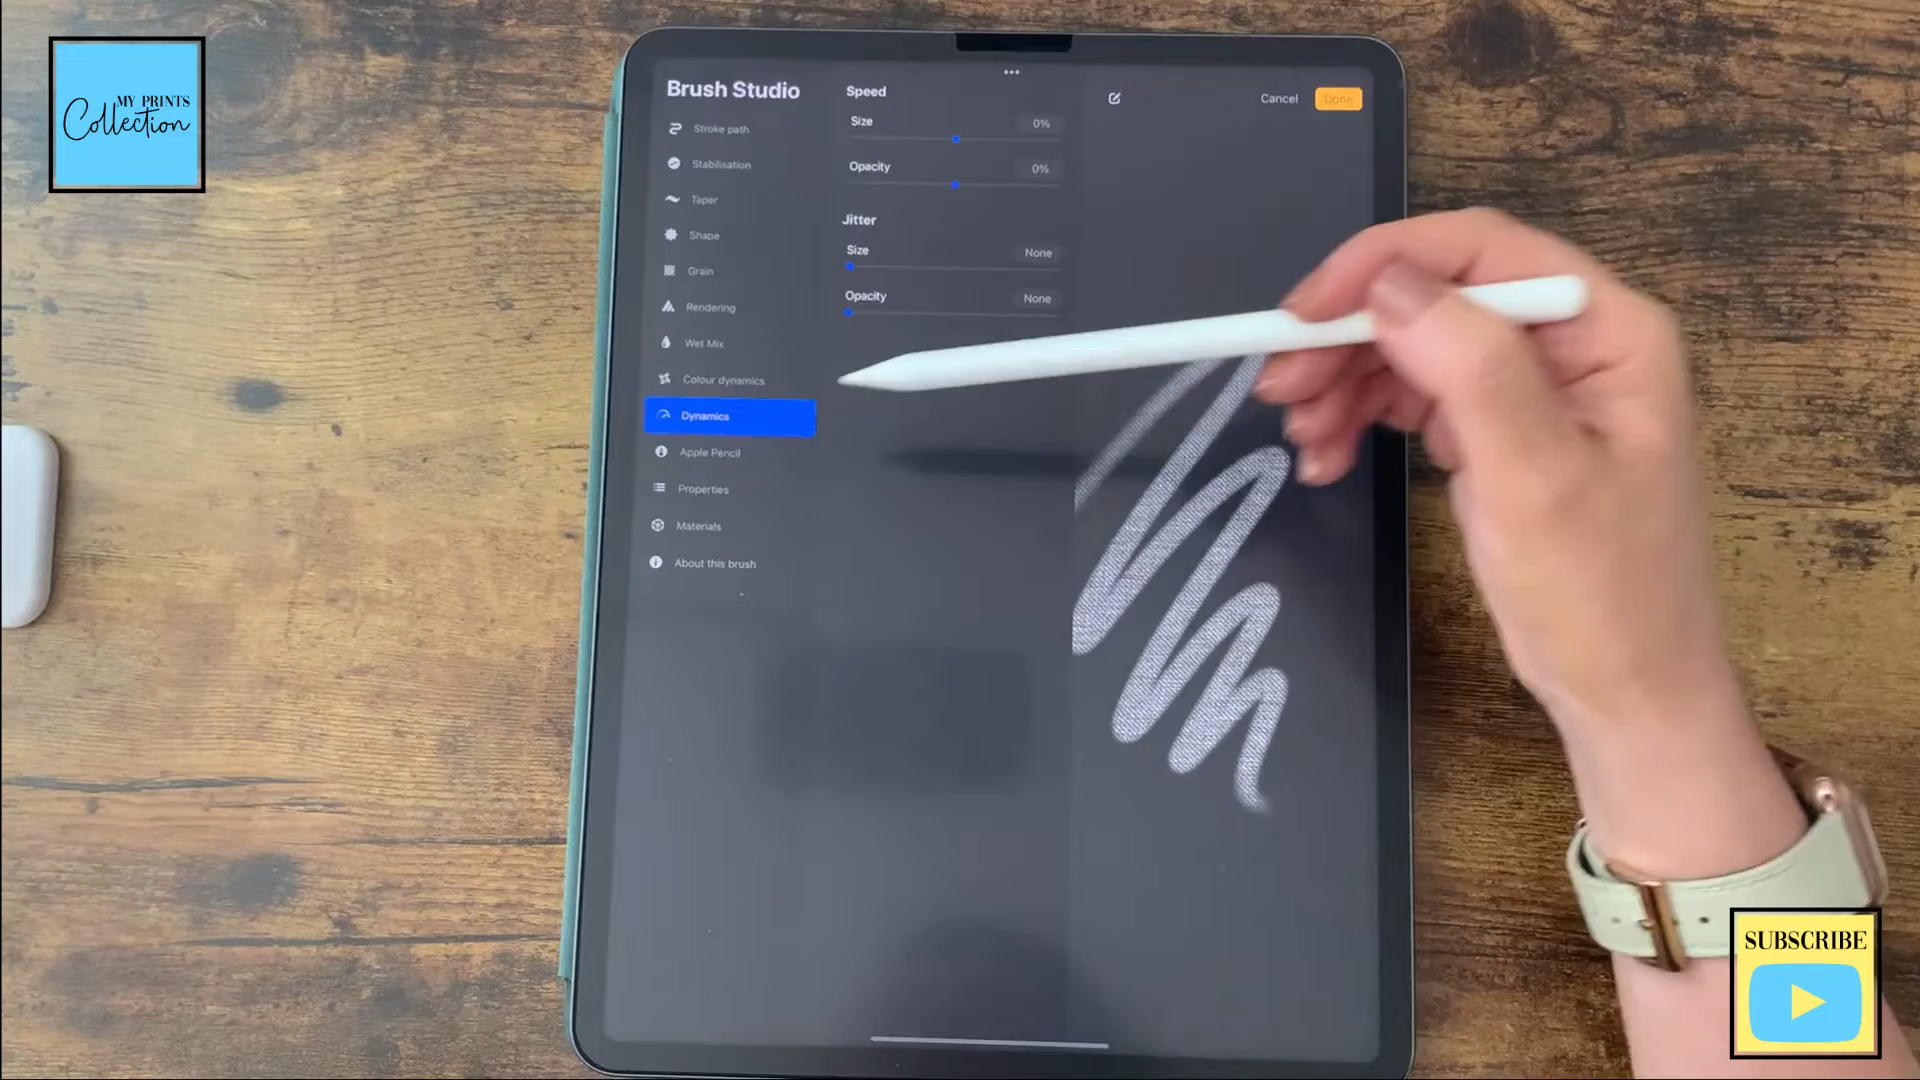 MY PRINTS
Collection
Brush Studio
Stroke path
Stabilisation
Taper
Shape
Grain
Rendering
Wet Mix
Colour dynamics
Dynamics
Apple Pencil
Properties
Materials
About this brush
Speed
Size 0%
Opacity 0%
Jitter
Size None
Opacity None
Cancel Done
SUBSCRIBE